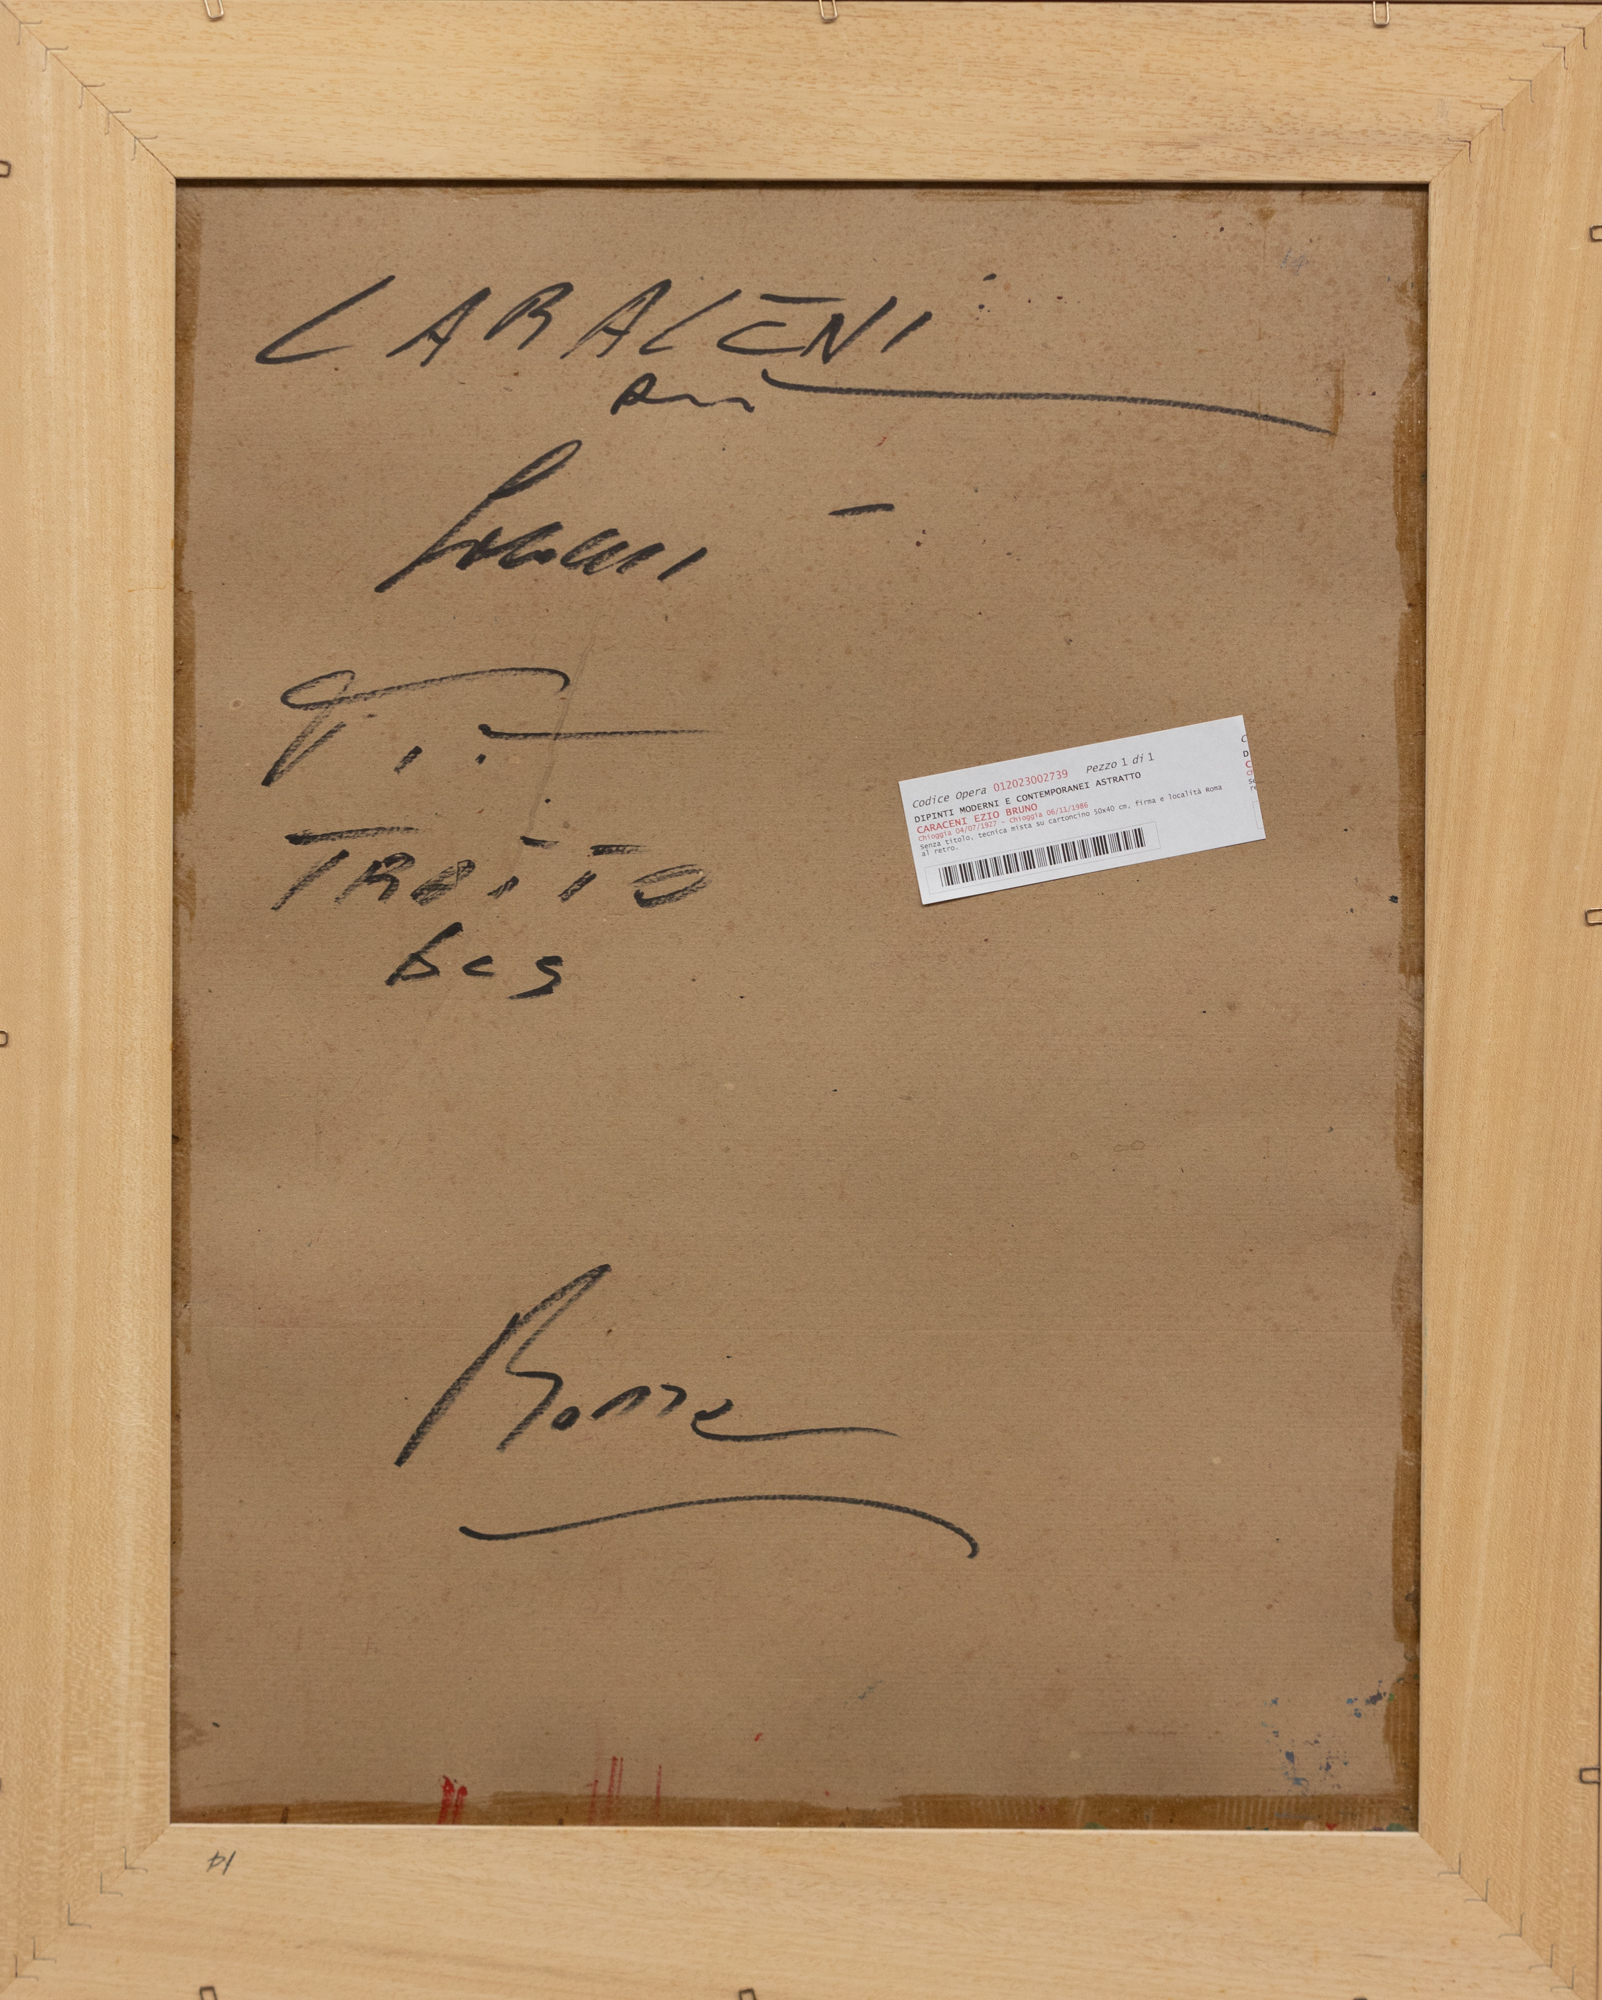 CARACENI
Caraceni
TRATTO
Codice Opera 012023002739 Pezzo 1 di 1
DIPINTI MODERNI E CONTEMPORANEI ASTRATTO
CARACENI EZIO BRUNO
Chioggia 04/07/1927 - Chioggia 06/11/1986
Senza titolo, tecnica mista su cartoncino 50x40 cm. firma e località Roma
al retro.
Roma
14